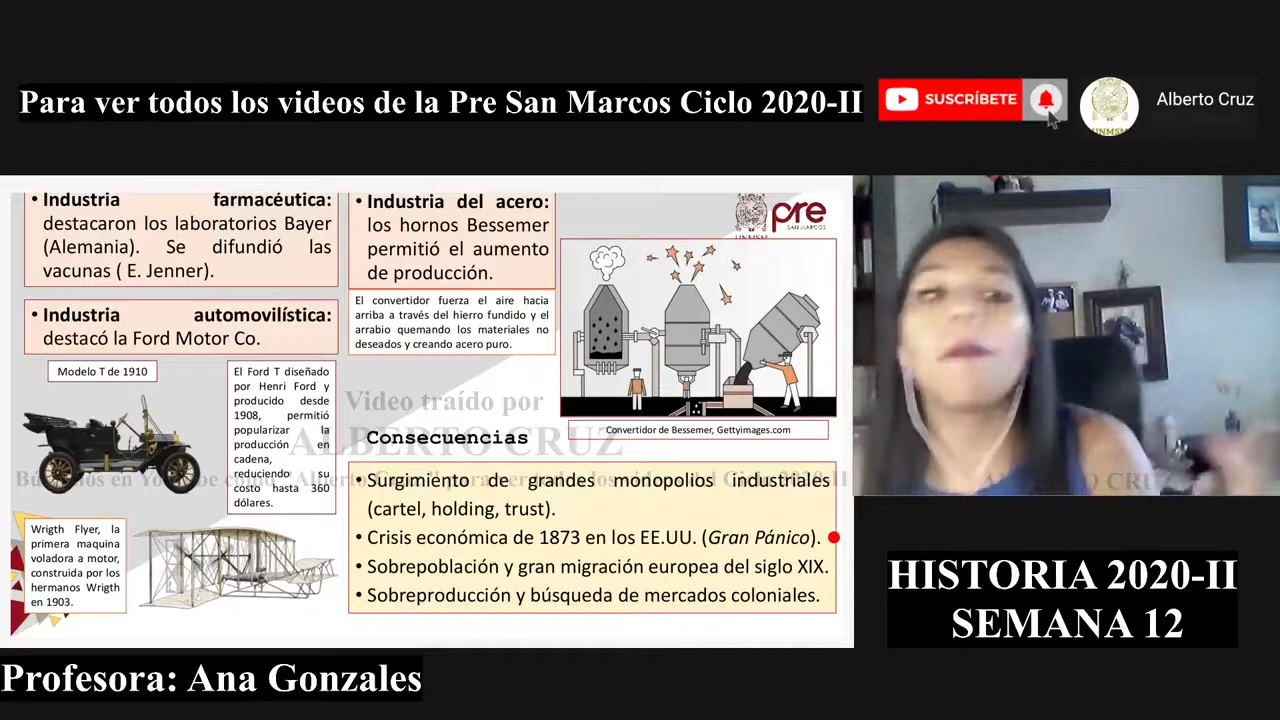 Para ver todos los videos de la Pre San Marcos Ciclo 2020-II
SUSCRÍBETE
Alberto Cruz
UNMSM
• Industria farmacéutica:
destacaran los laboratorios Bayer
(Alemania). Se difundió las
vacunas ( E. Jenner).
• Industria automovilística:
destacó la Ford Motor Co.
Modelo T de 1910
El Ford T diseñado
por Henri Ford y
producido desde
1908, permitió
popularizar la
producción en
cadena,
reduciendo su
costo hasta 360
dólares.
Wrigth Flyer, la
primera maquina
voladora a motor,
construida por los
hermanos Wrigth
en 1903.
• Industria del acero:
los hornos Bessemer
permitió el aumento
de producción.
El convertidor fuerza el aire hacia
arriba a través del hierro fundido y el
arrabio quemando los materiales no
deseados y creando acero puro.
UNMSM
pre
SAN MARCOS
Convertidor de Bessemer, Gettyimages.com
Video traído por
ALBERTO CRUZ
Consecuencias
• Surgimiento de grandes monopolios industriales
(cartel, holding, trust).
• Crisis económica de 1873 en los EE.UU. (Gran Pánico).
• Sobrepoblación y gran migración europea del siglo XIX.
• Sobreproducción y búsqueda de mercados coloniales.
HISTORIA 2020-II
SEMANA 12
Profesora: Ana Gonzales